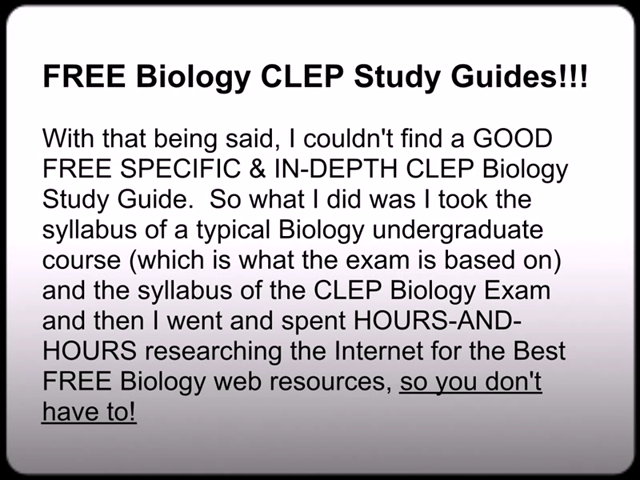 FREE Biology CLEP Study Guides!!!
With that being said, I couldn't find a GOOD
FREE SPECIFIC & IN-DEPTH CLEP Biology
Study Guide.  So what I did was I took the
syllabus of a typical Biology undergraduate
course (which is what the exam is based on)
and the syllabus of the CLEP Biology Exam
and then I went and spent HOURS-AND-
HOURS researching the Internet for the Best
FREE Biology web resources, so you don't
have to!